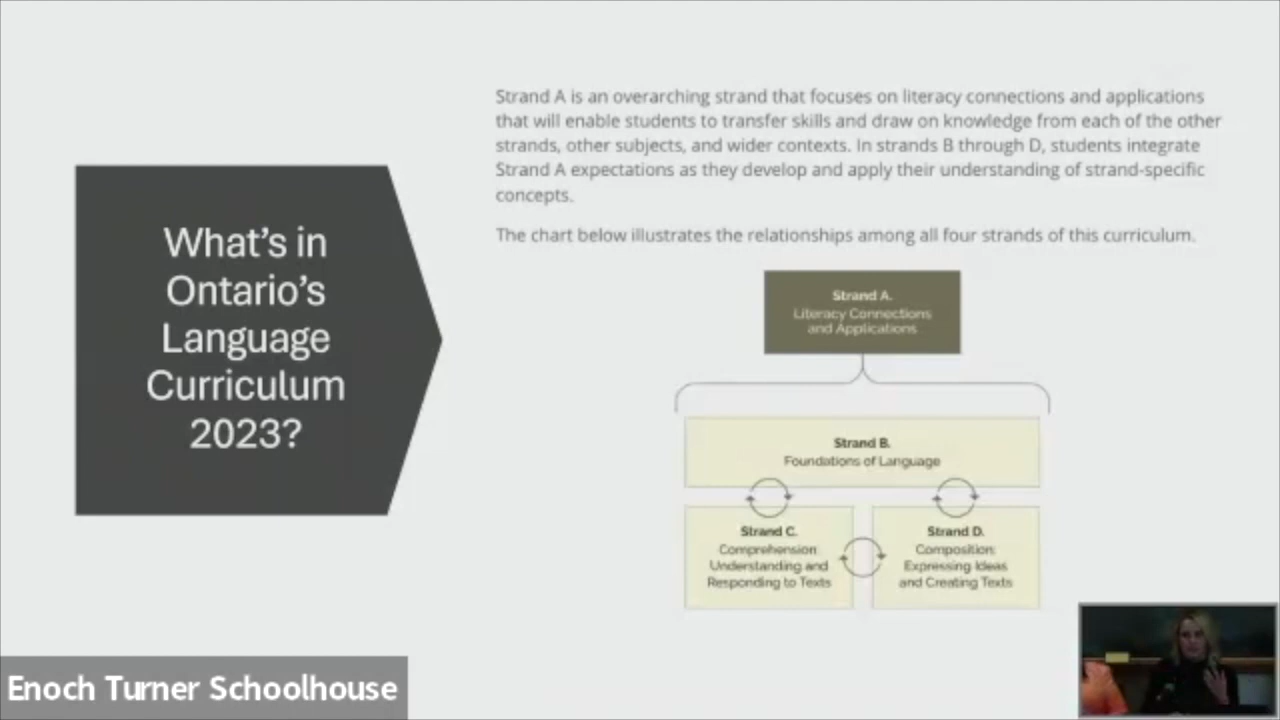 What's in
Ontario's
Language
Curriculum
2023?
Strand A is an overarching strand that focuses on literacy connections and applications
that will enable students to transfer skills and draw on knowledge from each of the other
strands, other subjects, and wider contexts. In strands B through D, students integrate
Strand A expectations as they develop and apply their understanding of strand-specific
concepts.
The chart below illustrates the relationships among all four strands of this curriculum.
Strand A.
Literacy Connections
and Applications
Strand B.
Foundations of Language
Strand C.
Comprehension:
Understanding and
Responding to Texts
Strand D.
Composition:
Expressing Ideas
and Creating Texts
Enoch Turner Schoolhouse